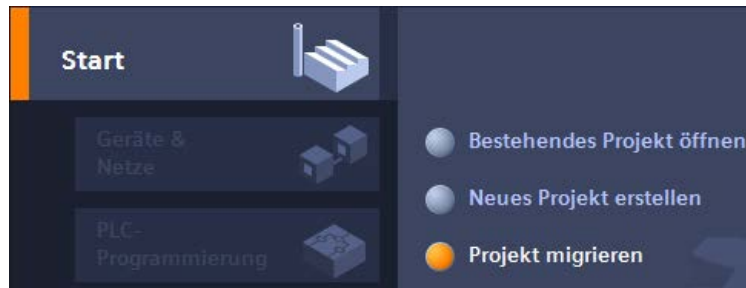 Start
Geräte &
Netze
PLC-
Programmierung
Bestehendes Projekt öffnen
Neues Projekt erstellen
Projekt migrieren